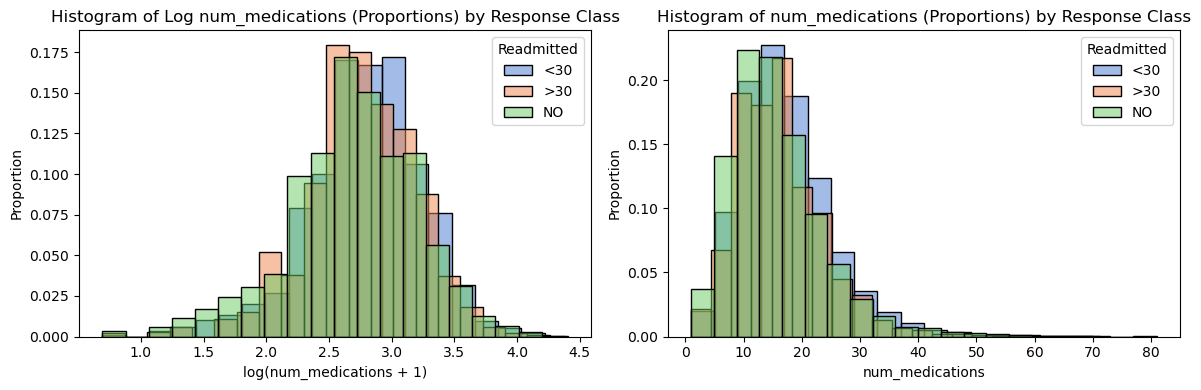 Histogram of Log num_medications (Proportions) by Response Class
Readmitted
<30
>30
NO
0.175
0.150
0.125
0.100
0.075
0.050
0.025
0.000
Proportion
1.0 1.5 2.0 2.5 3.0 3.5 4.0 4.5
log(num_medications + 1)
Histogram of num_medications (Proportions) by Response Class
Readmitted
<30
>30
NO
0.20
0.15
0.10
0.05
0.00
Proportion
0 10 20 30 40 50 60 70 80
num_medications